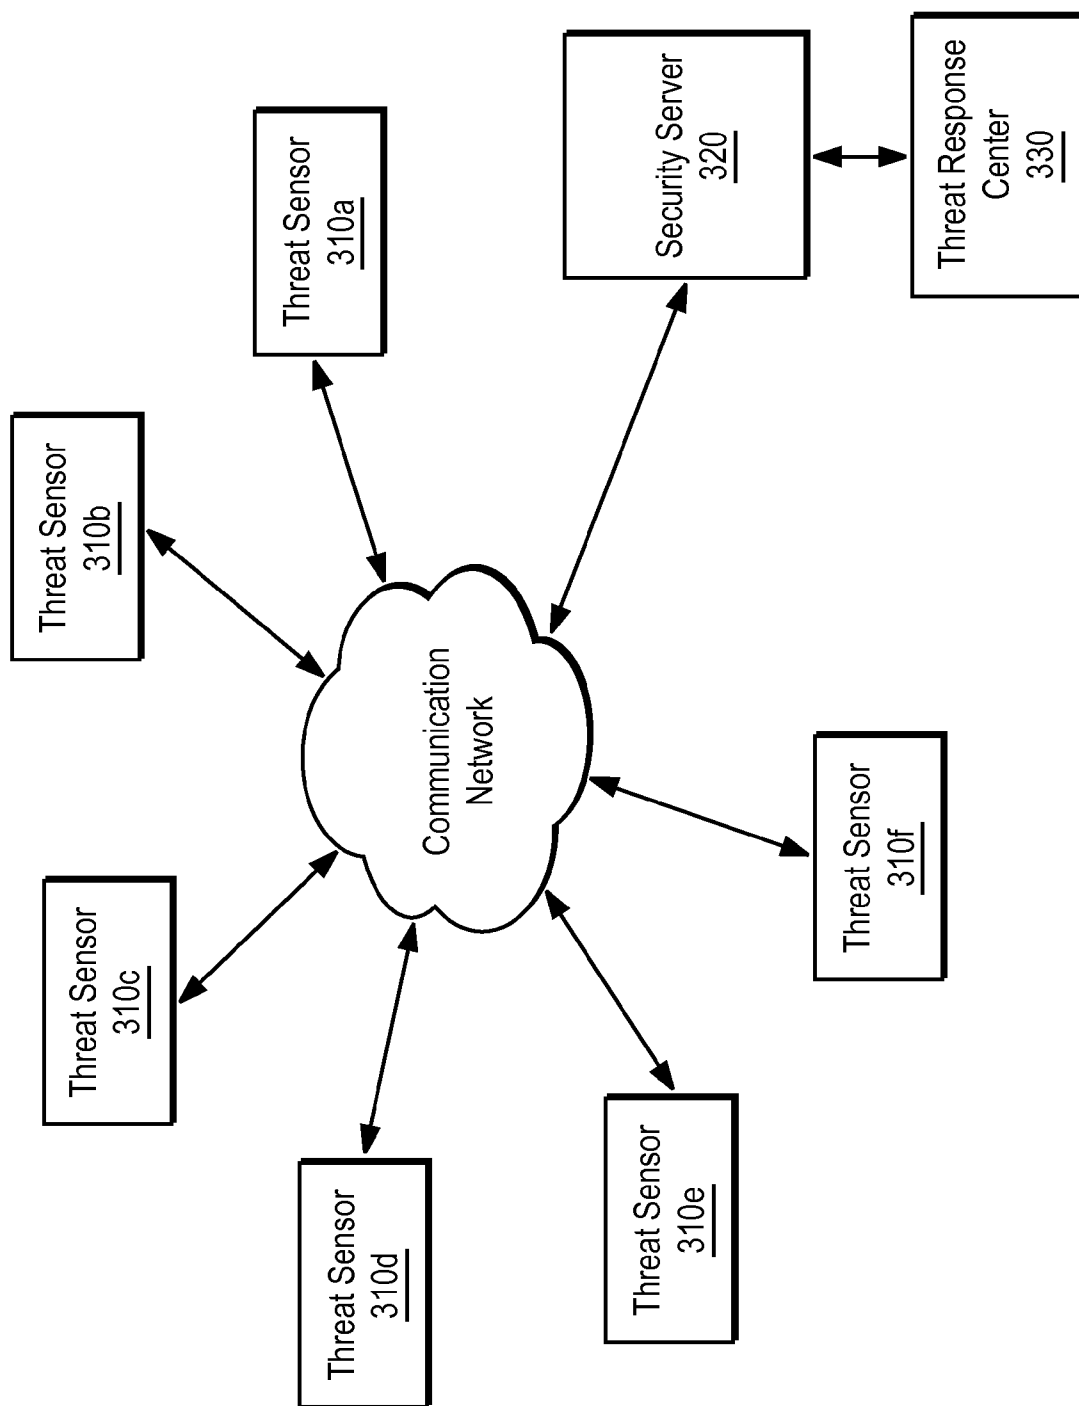 Threat Sensor
310c
Threat Sensor
310b
Threat Sensor
310d
Threat Sensor
310a
Communication
Network
Threat Sensor
310e
Security Server
320
Threat Sensor
310f
Threat Response
Center
330